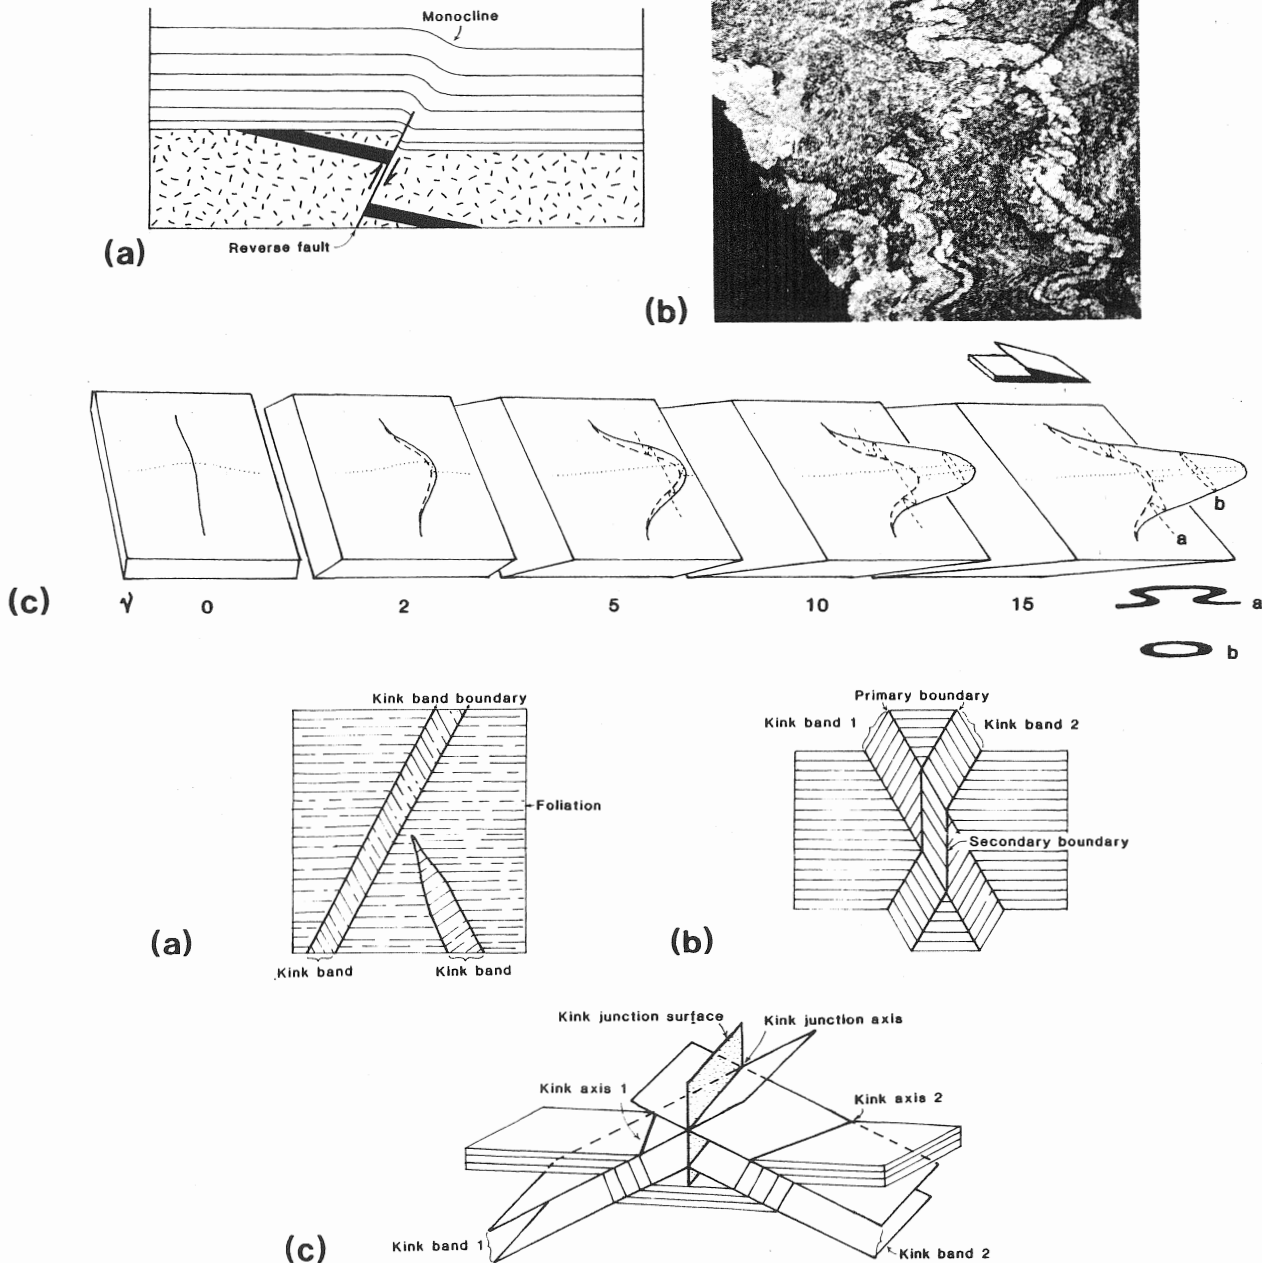 Monocline
Reverse fault
(a)
(b)
a
b
(c)
γ 0 2 5 10 15
a
b
Kink band boundary
Foliation
(a)
Kink band
Kink band
Primary boundary
Kink band 1
Kink band 2
Secondary boundary
(b)
Kink junction surface
Kink junction axis
Kink axis 1
Kink axis 2
Kink band 1
(c)
Kink band 2